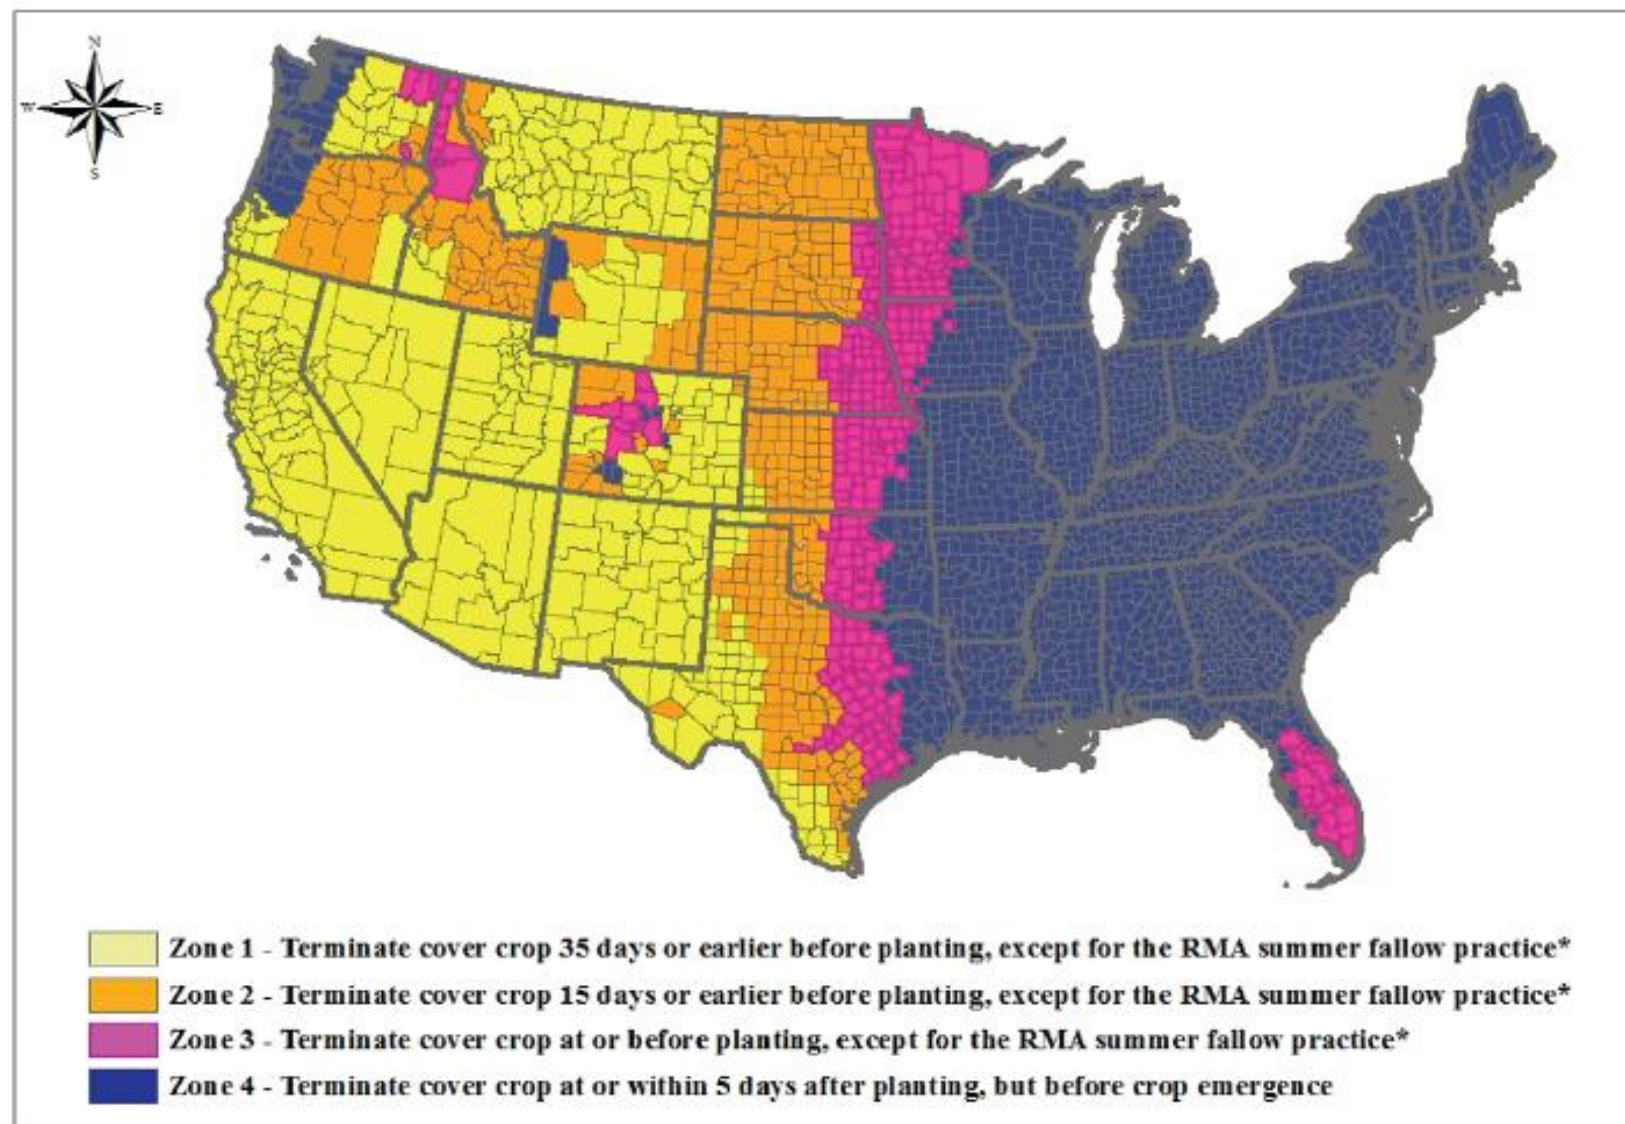 N
W E
S
Zone 1 - Terminate cover crop 35 days or earlier before planting, except for the RMA summer fallow practice*
Zone 2 - Terminate cover crop 15 days or earlier before planting, except for the RMA summer fallow practice*
Zone 3 - Terminate cover crop at or before planting, except for the RMA summer fallow practice*
Zone 4 - Terminate cover crop at or within 5 days after planting, but before crop emergence